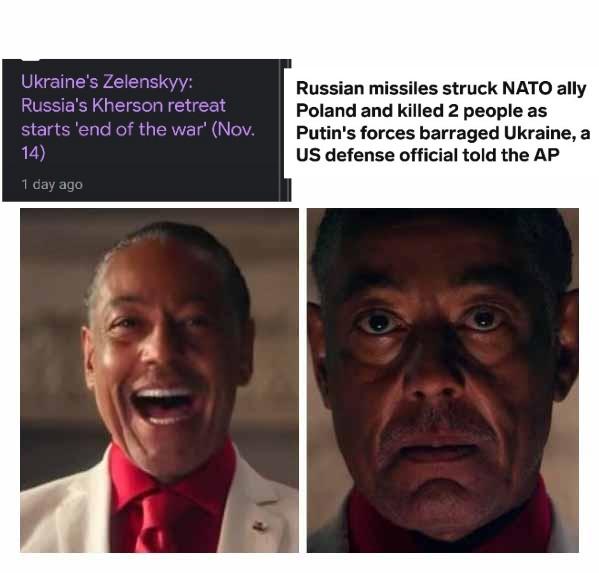 Ukraine's Zelenskyy:
Russia's Kherson retreat
starts 'end of the war' (Nov.
14)
1 day ago
Russian missiles struck NATO ally
Poland and killed 2 people as
Putin's forces barraged Ukraine, a
US defense official told the AP